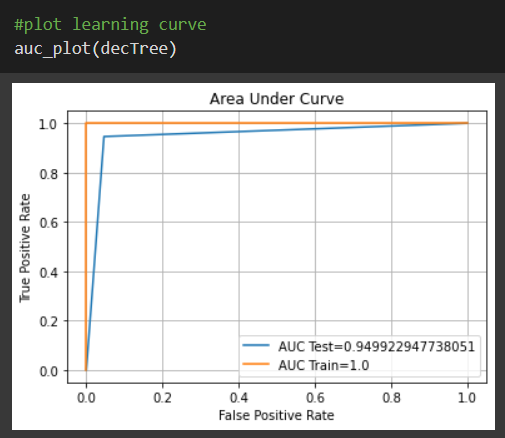 #plot learning curve
auc_plot(decTree)
Area Under Curve
True Positive Rate
1.0
0.8
0.6
0.4
0.2
0.0
AUC Test=0.949922947738051
AUC Train=1.0
0.0 0.2 0.4 0.6 0.8 1.0
False Positive Rate